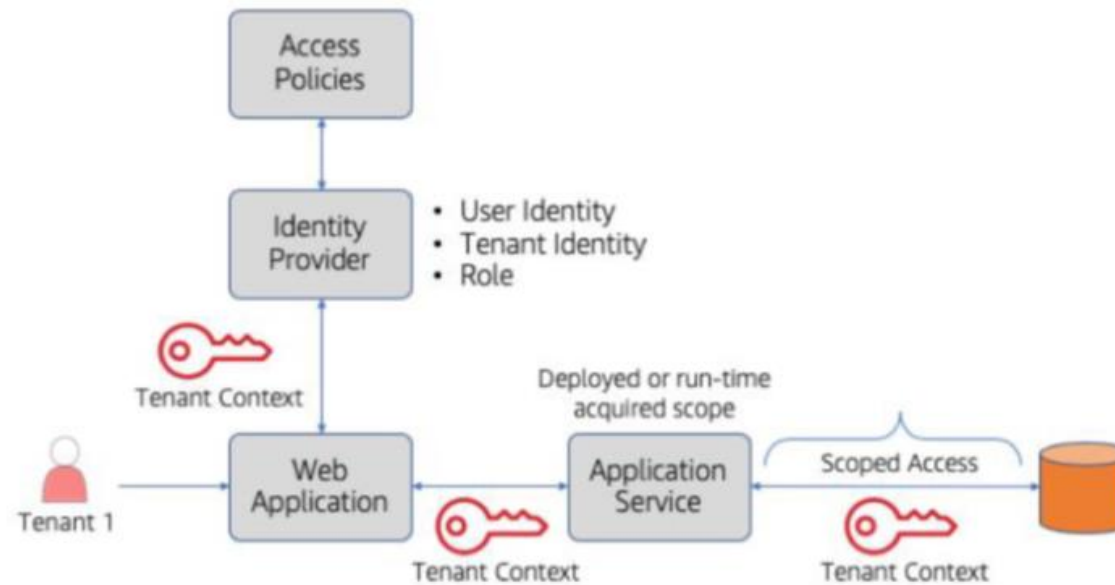 Access
Policies
Identity
Provider
• User Identity
• Tenant Identity
• Role
Tenant Context
Deployed or run-time
acquired scope
Tenant 1
Web
Application
Application
Service
Scoped Access
Tenant Context
Tenant Context